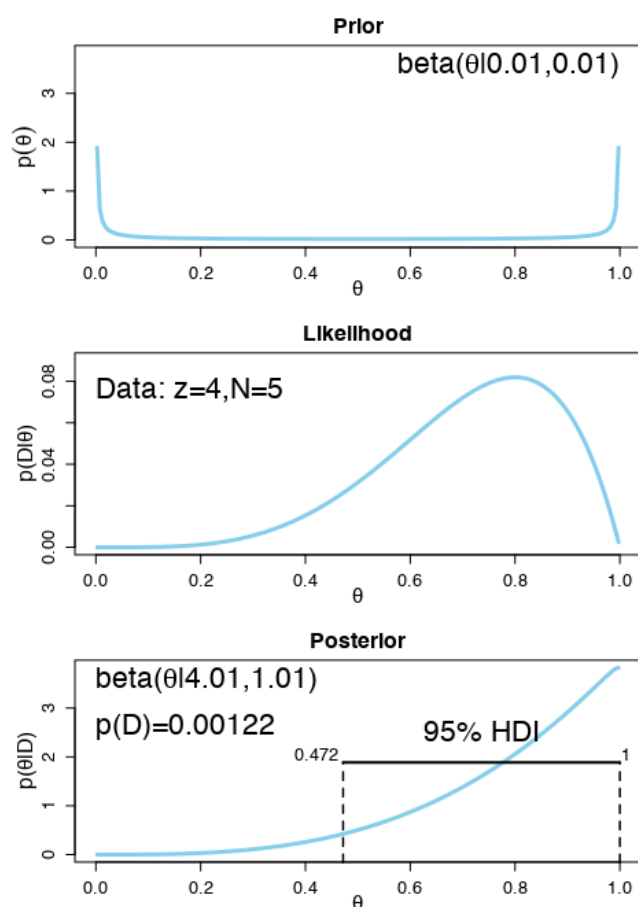 Prior
beta(θ|0.01,0.01)
p(θ)
3
2
1
0
0.0 0.2 0.4 0.6 0.8 1.0
θ
Likelihood
Data: z=4,N=5
p(D|θ)
0.08
0.04
0.00
0.0 0.2 0.4 0.6 0.8 1.0
θ
Posterior
beta(θ|4.01,1.01)
p(D)=0.00122
95% HDI
0.472 1
p(θ|D)
3
2
1
0
0.0 0.2 0.4 0.6 0.8 1.0
θ